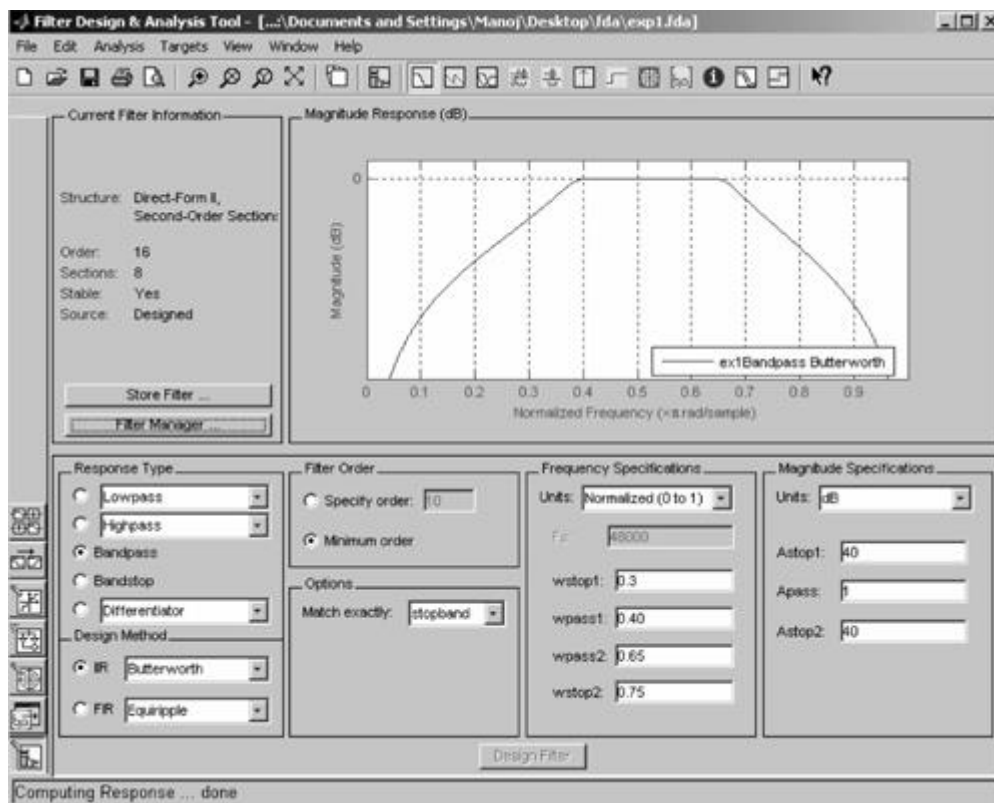 Filter Design & Analysis Tool - [...:\Documents and Settings\Manoj\Desktop\fda\exp1.fda]
File Edit Analysis Targets View Window Help
Current Filter Information
Structure: Direct-Form II,
Second-Order Sections
Order: 16
Sections: 8
Stable: Yes
Source: Designed
Store Filter ...
Filter Manager ...
Magnitude Response (dB)
0
Magnitude (dB)
ex1Bandpass Butterworth
0 0.1 0.2 0.3 0.4 0.5 0.6 0.7 0.8 0.9
Normalized Frequency (×π rad/sample)
Response Type
Lowpass
Highpass
Bandpass
Bandstop
Differentiator
Design Method
IIR Butterworth
FIR Equiripple
Filter Order
Specify order: 10
Minimum order
Options
Match exactly: stopband
Frequency Specifications
Units: Normalized (0 to 1)
Fs: 48000
wstop1: 0.3
wpass1: 0.40
wpass2: 0.65
wstop2: 0.75
Magnitude Specifications
Units: dB
Astop1: 40
Apass: 1
Astop2: 40
Design Filter
Computing Response ... done